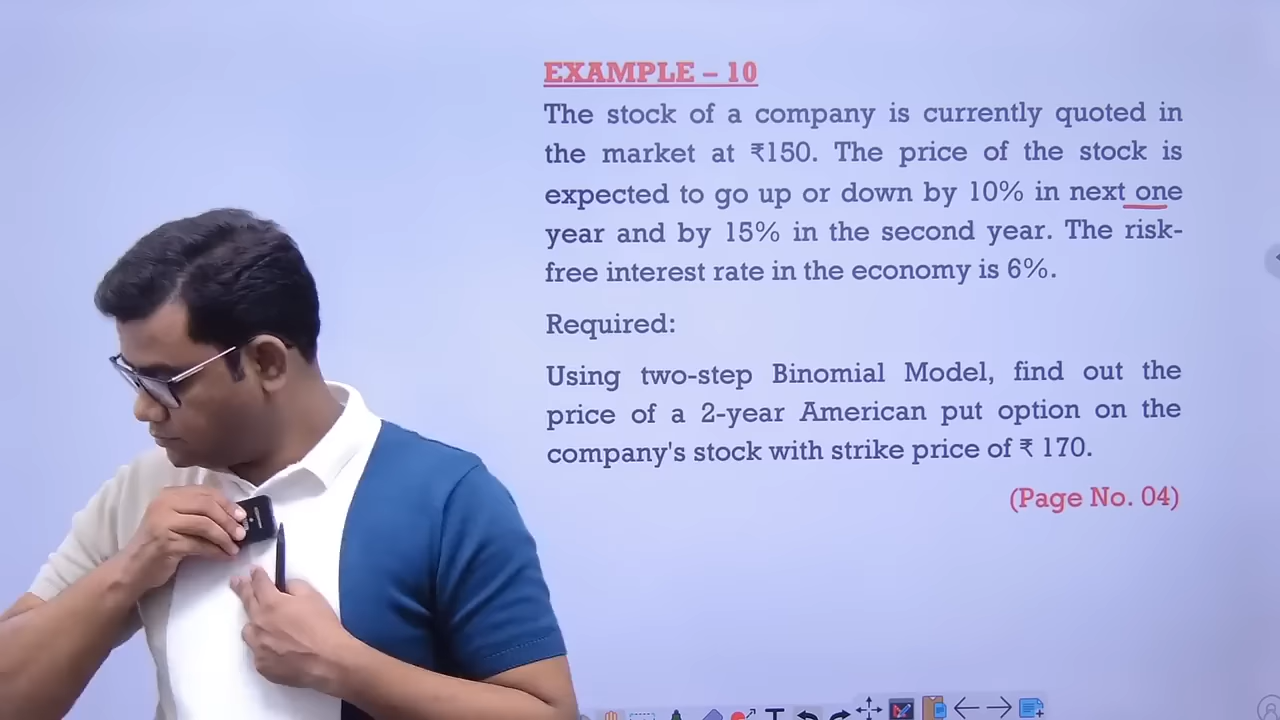 EXAMPLE – 10
The stock of a company is currently quoted in
the market at ₹150. The price of the stock is
expected to go up or down by 10% in next one
year and by 15% in the second year. The risk-
free interest rate in the economy is 6%.
Required:
Using two-step Binomial Model, find out the
price of a 2-year American put option on the
company's stock with strike price of ₹ 170.
(Page No. 04)